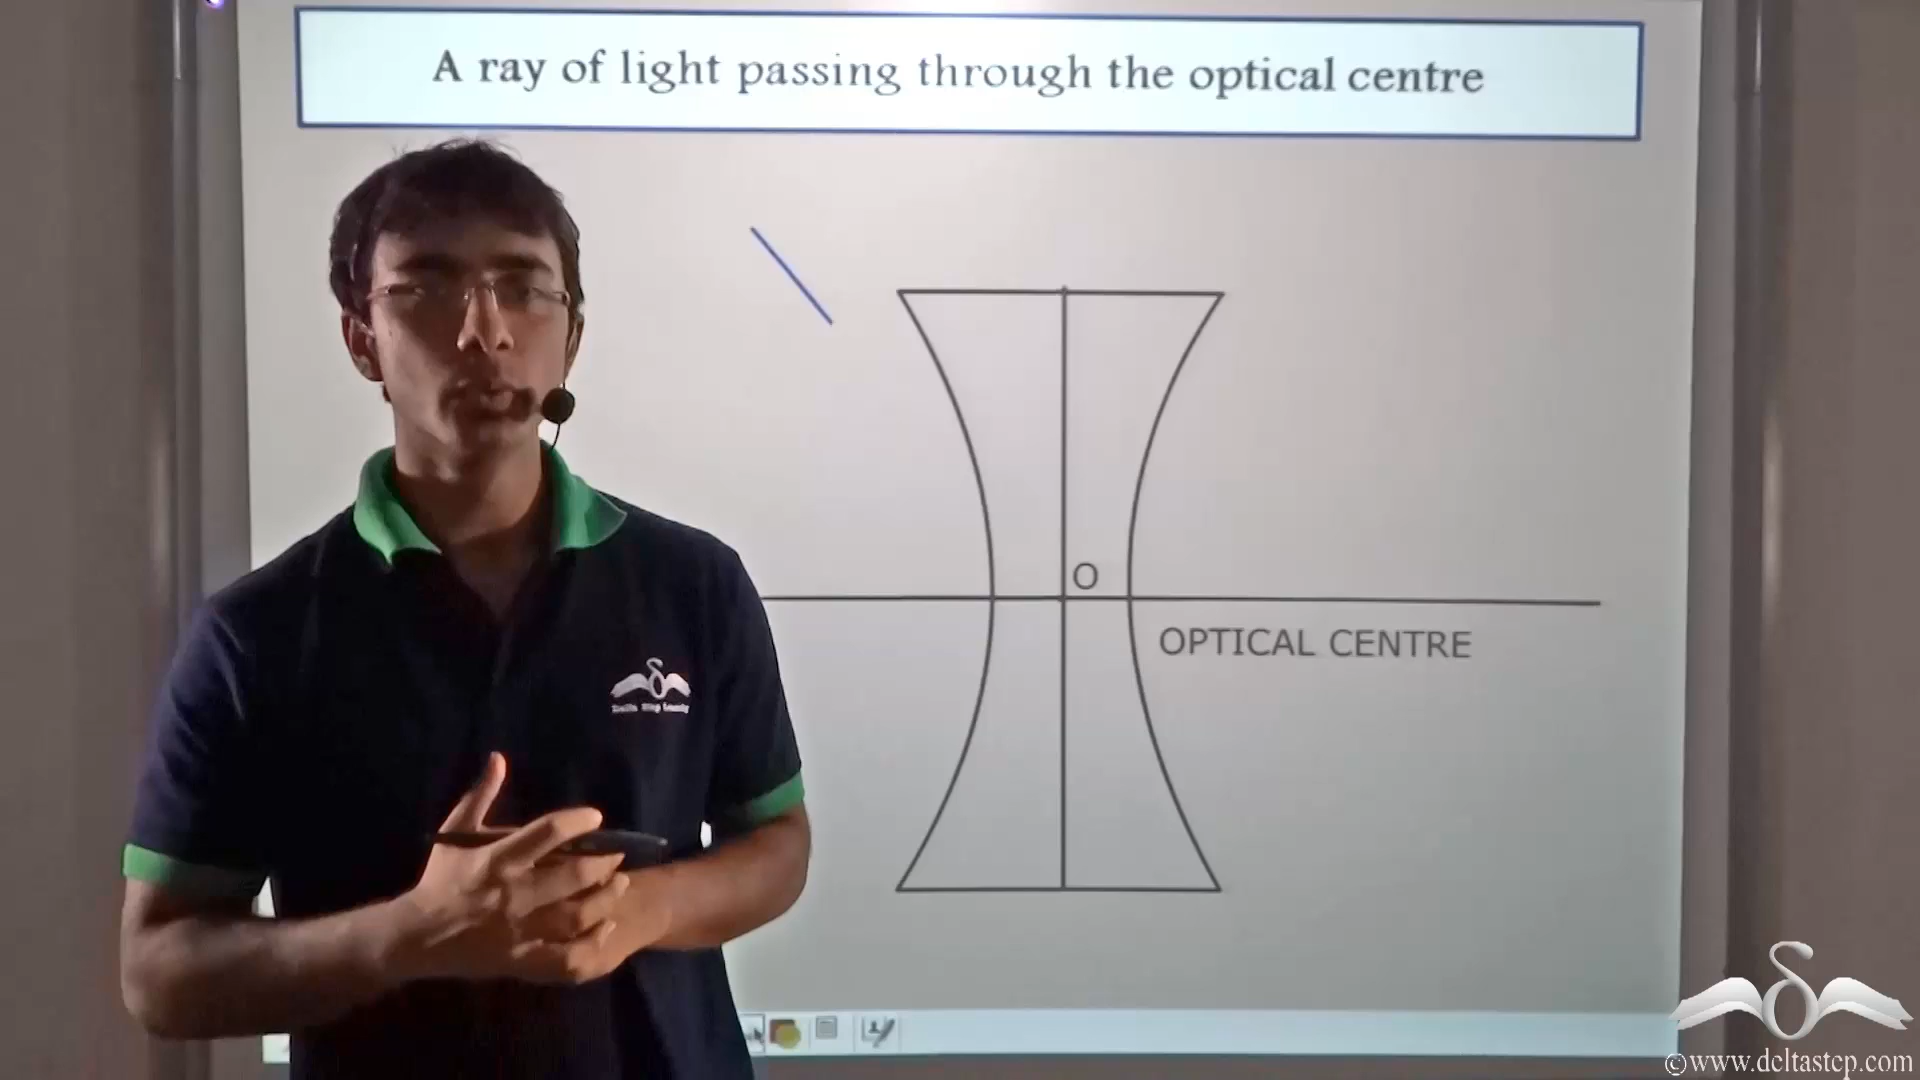 A ray of light passing through the optical centre
O
OPTICAL CENTRE
©www.deltastep.com